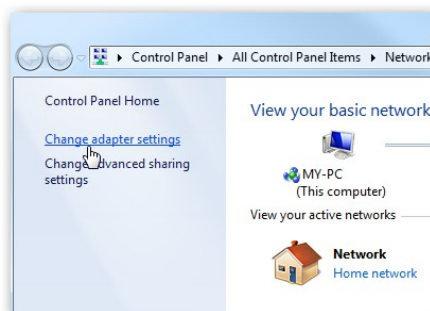 Control Panel ▸ All Control Panel Items ▸ Network
Control Panel Home
Change adapter settings
Change advanced sharing
settings
View your basic network
MY-PC
(This computer)
View your active networks
Network
Home network